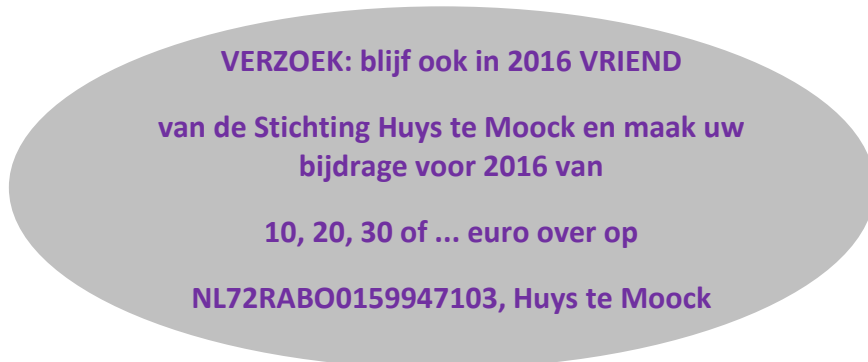 VERZOEK: blijf ook in 2016 VRIEND
van de Stichting Huys te Moock en maak uw
bijdrage voor 2016 van
10, 20, 30 of ... euro over op
NL72RABO0159947103, Huys te Moock